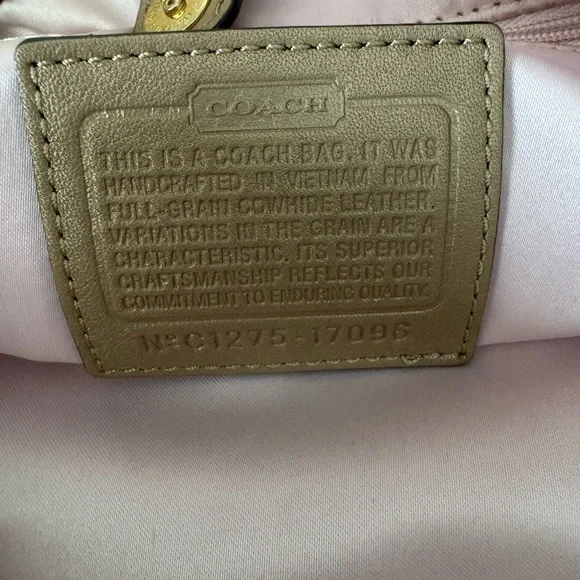 COACH
THIS IS A COACH BAG. IT WAS
HANDCRAFTED IN VIETNAM FROM
FULL-GRAIN COWHIDE LEATHER.
VARIATIONS IN THE GRAIN ARE A
CHARACTERISTIC. ITS SUPERIOR
CRAFTSMANSHIP REFLECTS OUR
COMMITMENT TO ENDURING QUALITY.
Nº C1275-17096